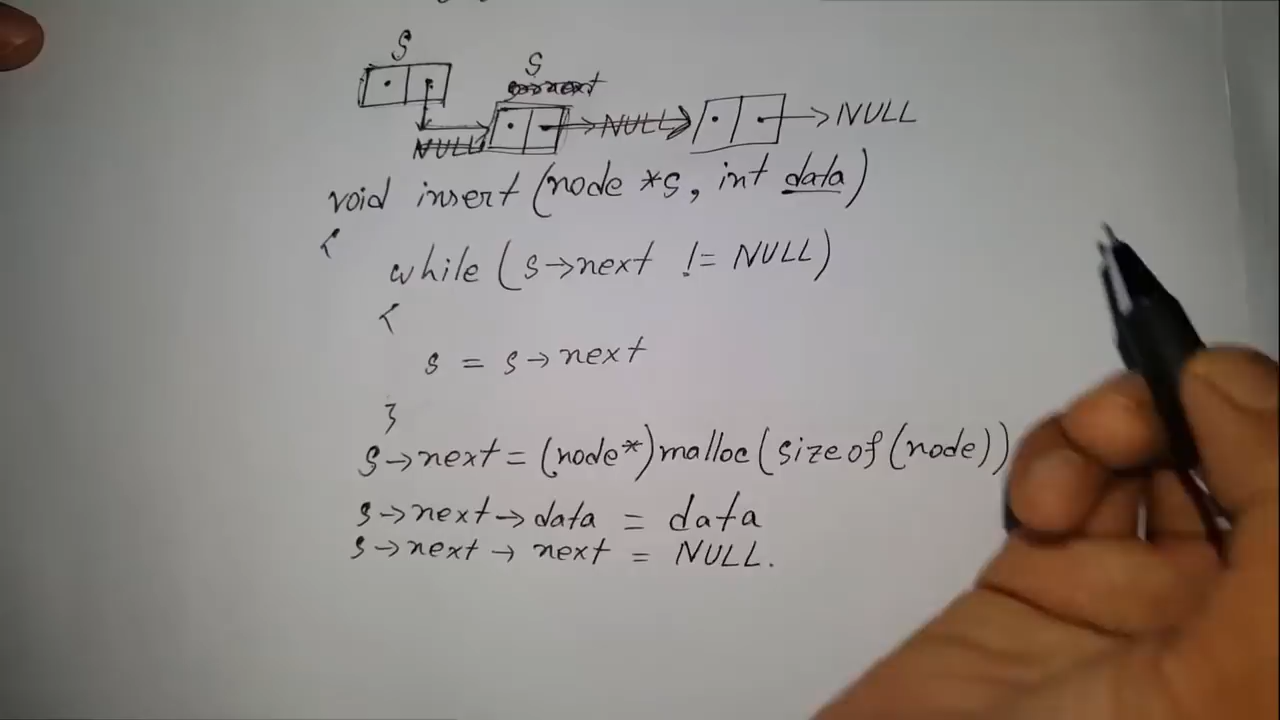 S
S
NULL NULL NULL
void insert (node *s, int data)
{
while (s→next != NULL)
{
s = s→next
}
s→next = (node*)malloc(sizeof(node))
s→next→data = data
s→next→next = NULL.